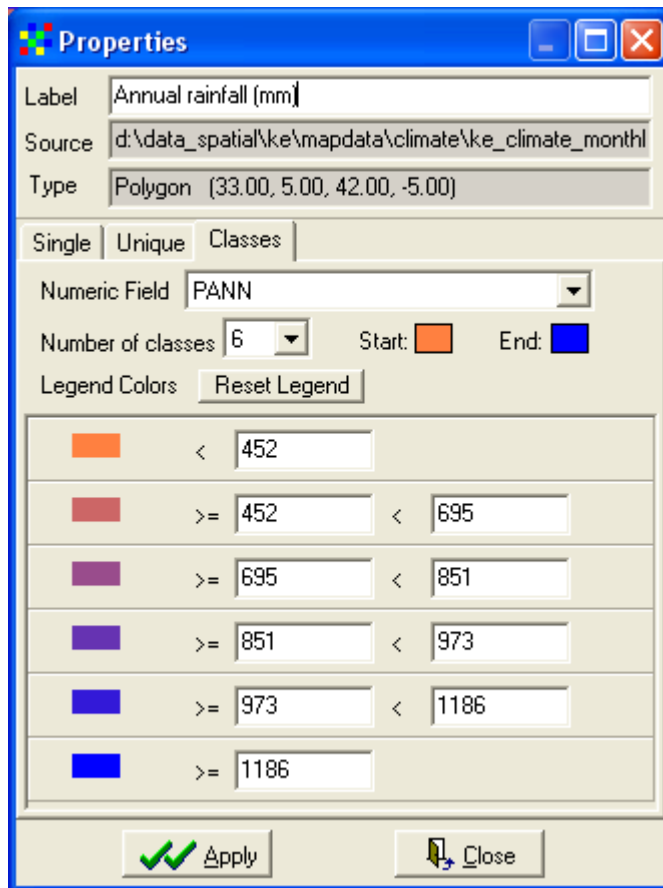 Properties
Label Annual rainfall (mm)
Source d:\data_spatial\ke\mapdata\climate\ke_climate_monthl
Type Polygon (33.00, 5.00, 42.00, -5.00)
Single Unique Classes
Numeric Field PANN
Number of classes 6 Start: End:
Legend Colors Reset Legend
< 452
>= 452 < 695
>= 695 < 851
>= 851 < 973
>= 973 < 1186
>= 1186
Apply Close